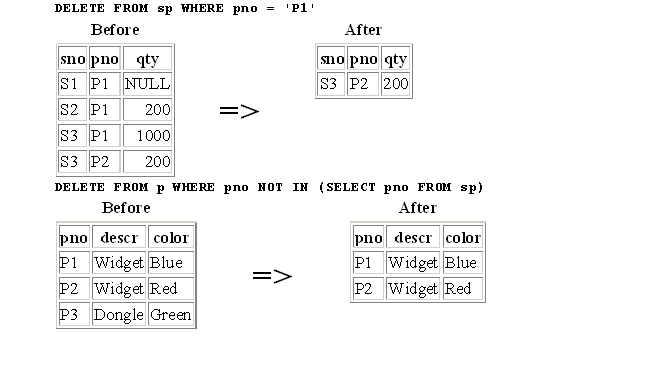 DELETE FROM sp WHERE pno = 'P1'
Before After
sno pno qty sno pno qty
S1 P1 NULL S3 P2 200
S2 P1 200
=>
S3 P1 1000
S3 P2 200
DELETE FROM p WHERE pno NOT IN (SELECT pno FROM sp)
Before After
pno descr color pno descr color
P1 Widget Blue P1 Widget Blue
=>
P2 Widget Red P2 Widget Red
P3 Dongle Green